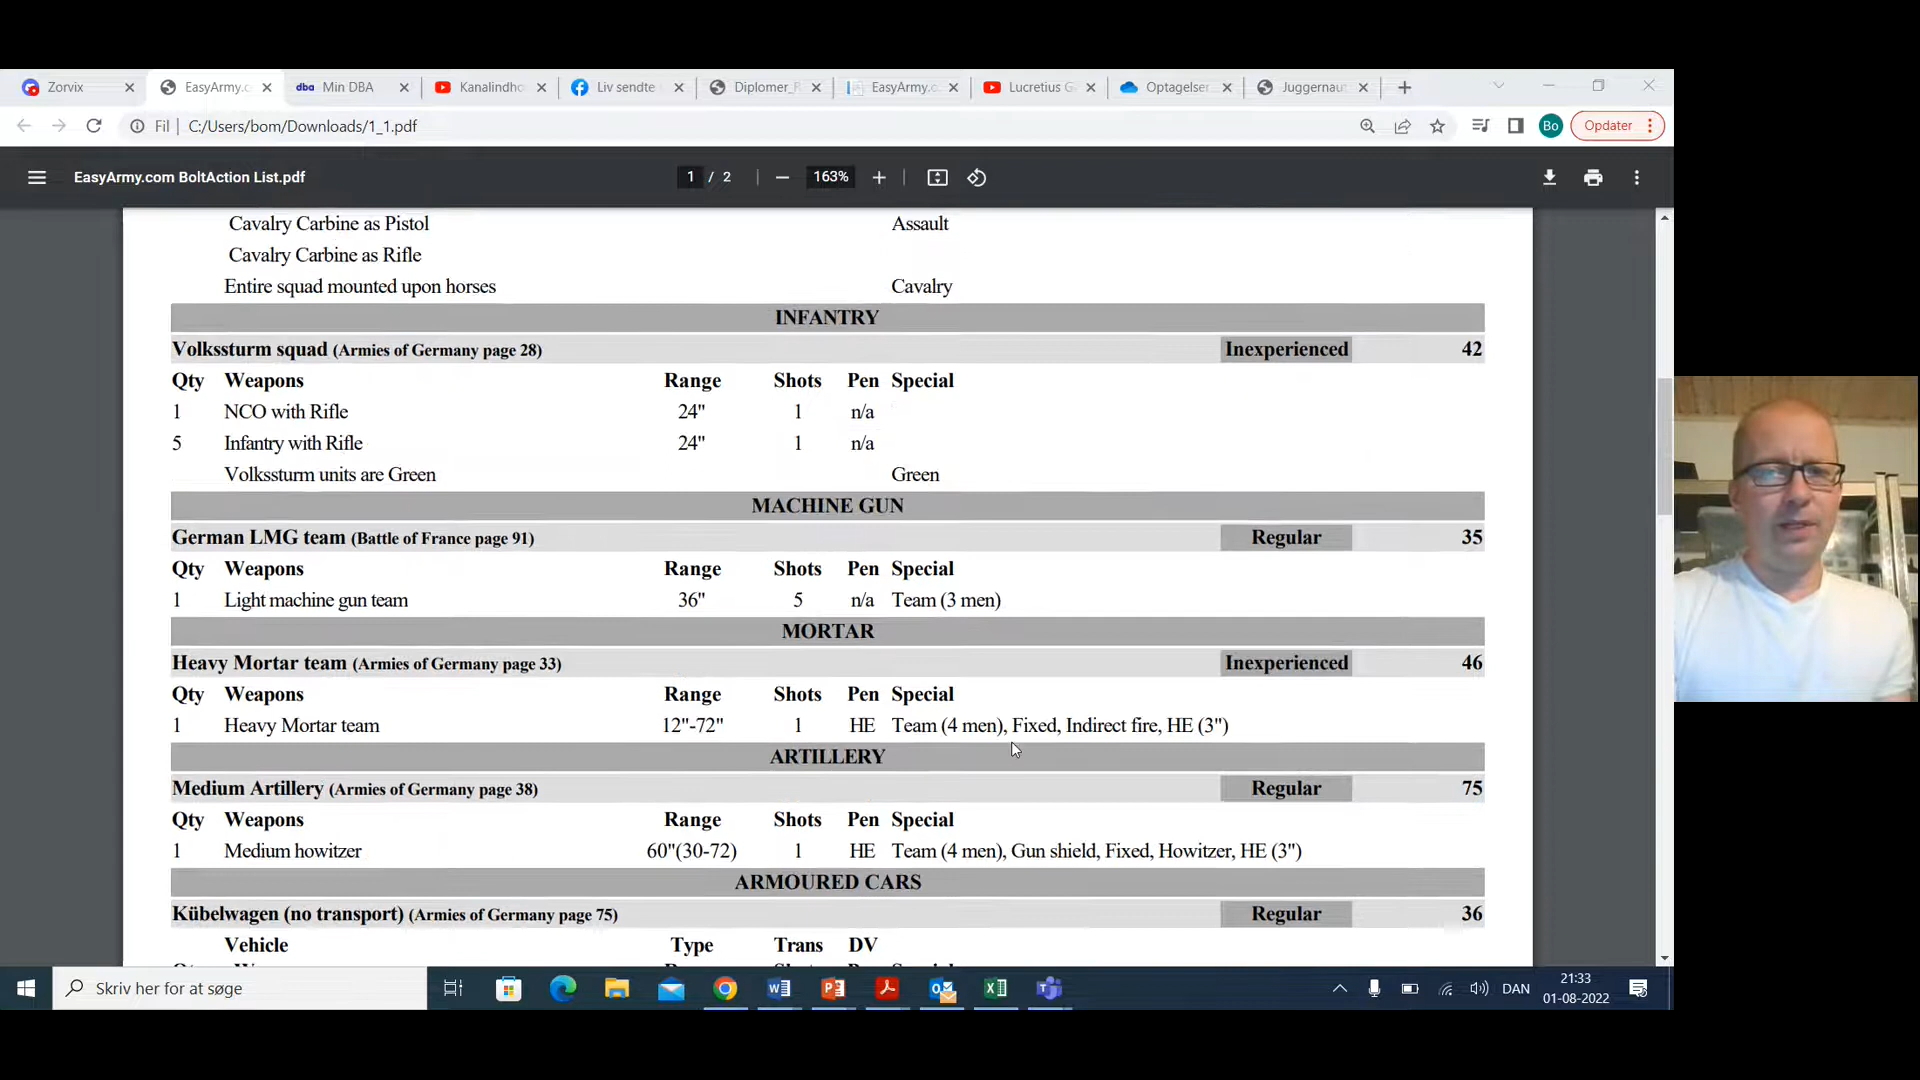 Zorvix
EasyArmy.c
dba Min DBA
Kanalindho
Liv sendte
Diplomer_F
EasyArmy.c
Lucretius G
Optagelser
Juggernaut
Fil C:/Users/bom/Downloads/1_1.pdf
Bo
Opdater
EasyArmy.com BoltAction List.pdf
1 / 2
163%
Cavalry Carbine as Pistol Assault
Cavalry Carbine as Rifle
Entire squad mounted upon horses Cavalry
INFANTRY
Volkssturm squad (Armies of Germany page 28) Inexperienced 42
Qty Weapons Range Shots Pen Special
1 NCO with Rifle 24" 1 n/a
5 Infantry with Rifle 24" 1 n/a
Volkssturm units are Green Green
MACHINE GUN
German LMG team (Battle of France page 91) Regular 35
Qty Weapons Range Shots Pen Special
1 Light machine gun team 36" 5 n/a Team (3 men)
MORTAR
Heavy Mortar team (Armies of Germany page 33) Inexperienced 46
Qty Weapons Range Shots Pen Special
1 Heavy Mortar team 12"-72" 1 HE Team (4 men), Fixed, Indirect fire, HE (3")
ARTILLERY
Medium Artillery (Armies of Germany page 38) Regular 75
Qty Weapons Range Shots Pen Special
1 Medium howitzer 60"(30-72) 1 HE Team (4 men), Gun shield, Fixed, Howitzer, HE (3")
ARMOURED CARS
Kübelwagen (no transport) (Armies of Germany page 75) Regular 36
Vehicle Type Trans DV
Skriv her for at søge
DAN
21:33
01-08-2022